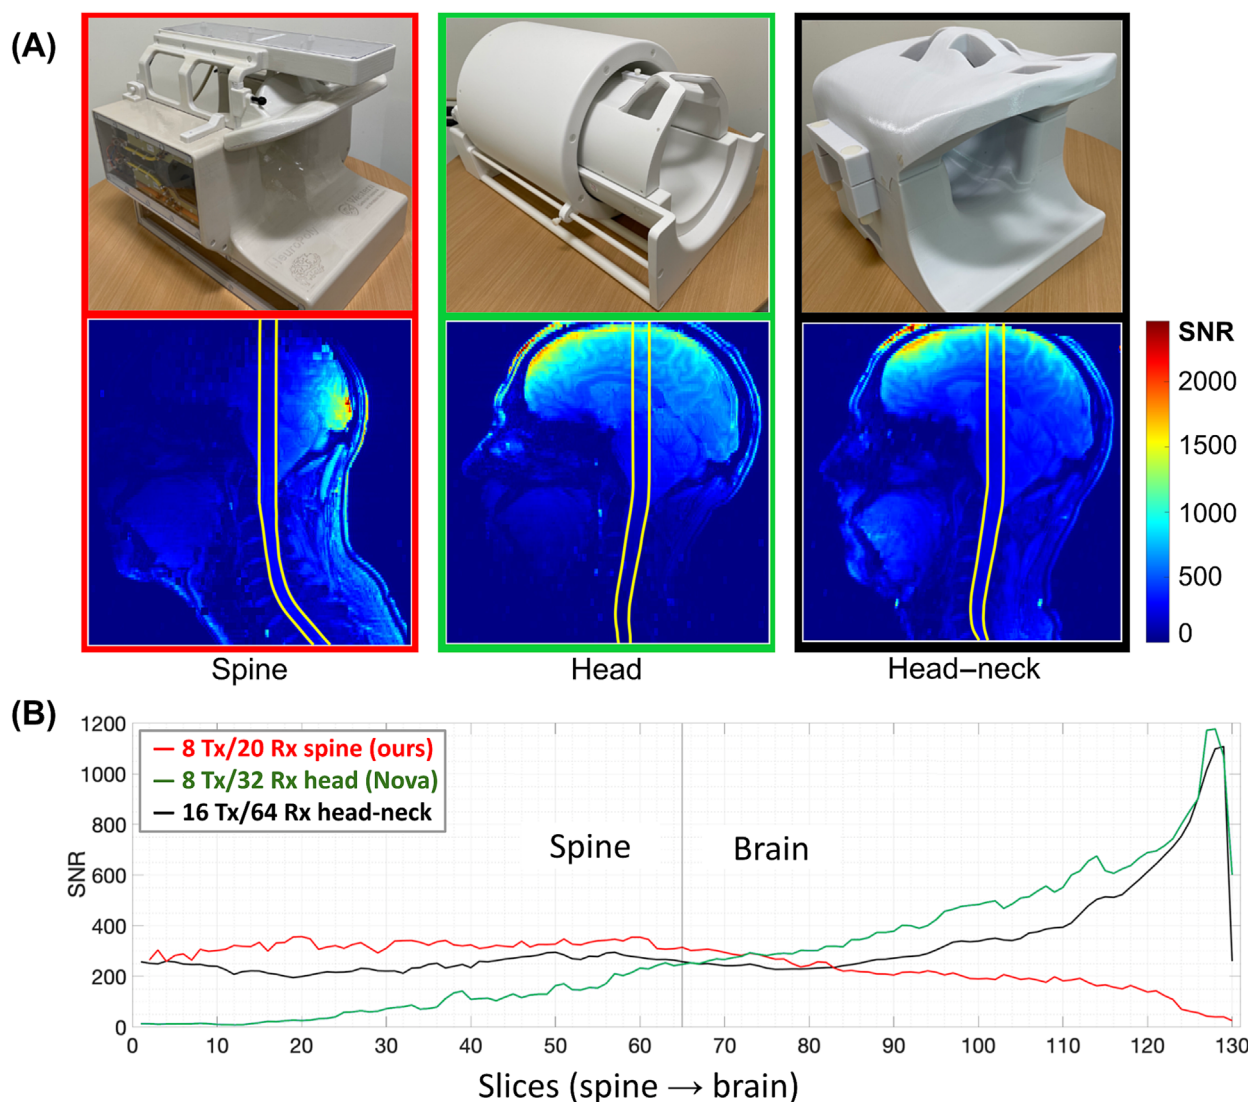 (A)
SNR
2000
1500
1000
500
0
Spine
Head
Head–neck
(B)
1200
1000
800
600
400
200
0
SNR
8 Tx/20 Rx spine (ours)
8 Tx/32 Rx head (Nova)
16 Tx/64 Rx head-neck
Spine
Brain
0 10 20 30 40 50 60 70 80 90 100 110 120 130
Slices (spine → brain)